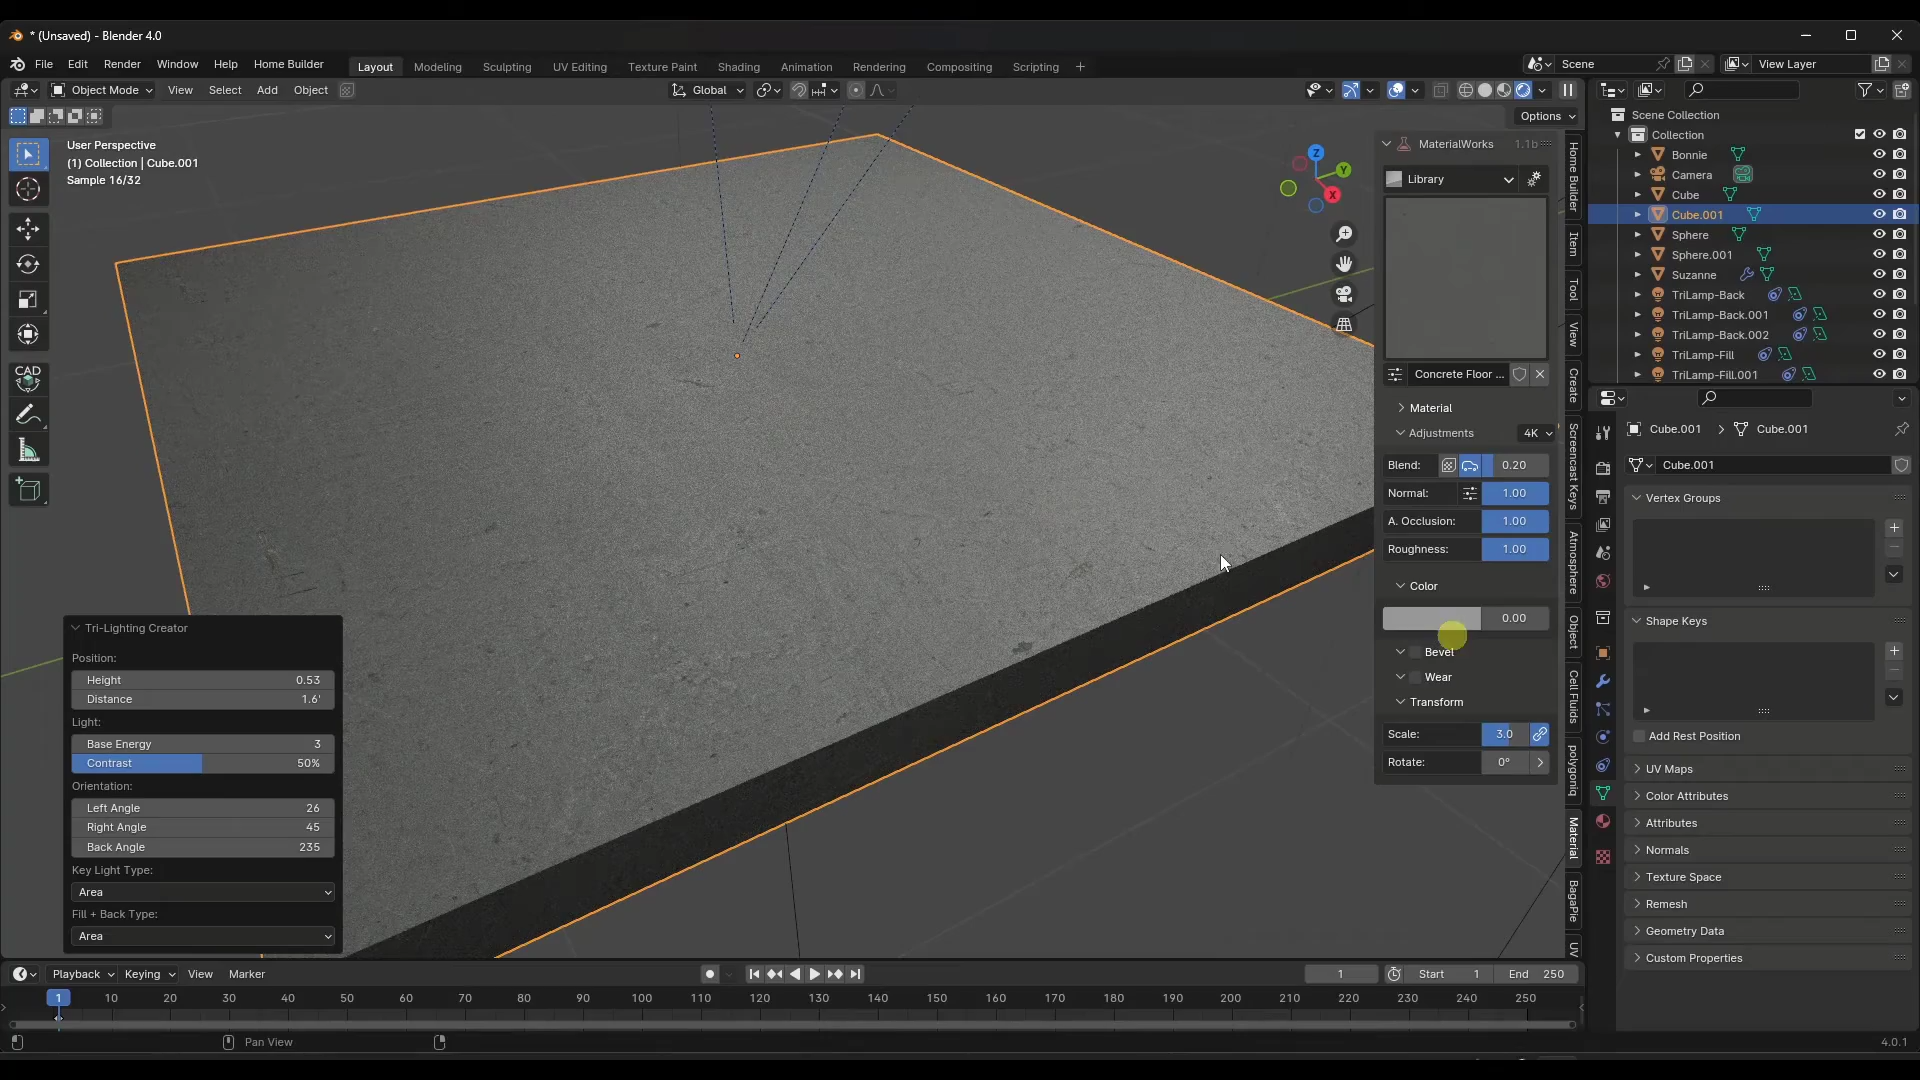 * (Unsaved) - Blender 4.0
File Edit Render Window Help Home Builder
Layout Modeling Sculpting UV Editing Texture Paint Shading Animation Rendering Compositing Scripting +
Scene
View Layer
Object Mode View Select Add Object
Global
Options
User Perspective
(1) Collection | Cube.001
Sample 16/32
Z
Y
X
CAD
Tri-Lighting Creator
Position:
Height 0.53
Distance 1.6'
Light:
Base Energy 3
Contrast 50%
Orientation:
Left Angle 26
Right Angle 45
Back Angle 235
Key Light Type:
Area
Fill + Back Type:
Area
MaterialWorks 1.1b
Library
Concrete Floor ...
Material
Adjustments 4K
Blend: 0.20
Normal: 1.00
A. Occlusion: 1.00
Roughness: 1.00
Color
0.00
Bevel
Wear
Transform
Scale: 3.0
Rotate: 0°
Home Builder
Item
Tool
View
Create
Screencast Keys
Atmosphere
Object
Cell Fluids
polygoniq
Material
BagaPie
UV
Scene Collection
Collection
Bonnie
Camera
Cube
Cube.001
Sphere
Sphere.001
Suzanne
TriLamp-Back
TriLamp-Back.001
TriLamp-Back.002
TriLamp-Fill
TriLamp-Fill.001
Cube.001 > Cube.001
Cube.001
Vertex Groups
Shape Keys
Add Rest Position
UV Maps
Color Attributes
Attributes
Normals
Texture Space
Remesh
Geometry Data
Custom Properties
Playback Keying View Marker
1 Start 1 End 250
1 10 20 30 40 50 60 70 80 90 100 110 120 130 140 150 160 170 180 190 200 210 220 230 240 250
Pan View
4.0.1